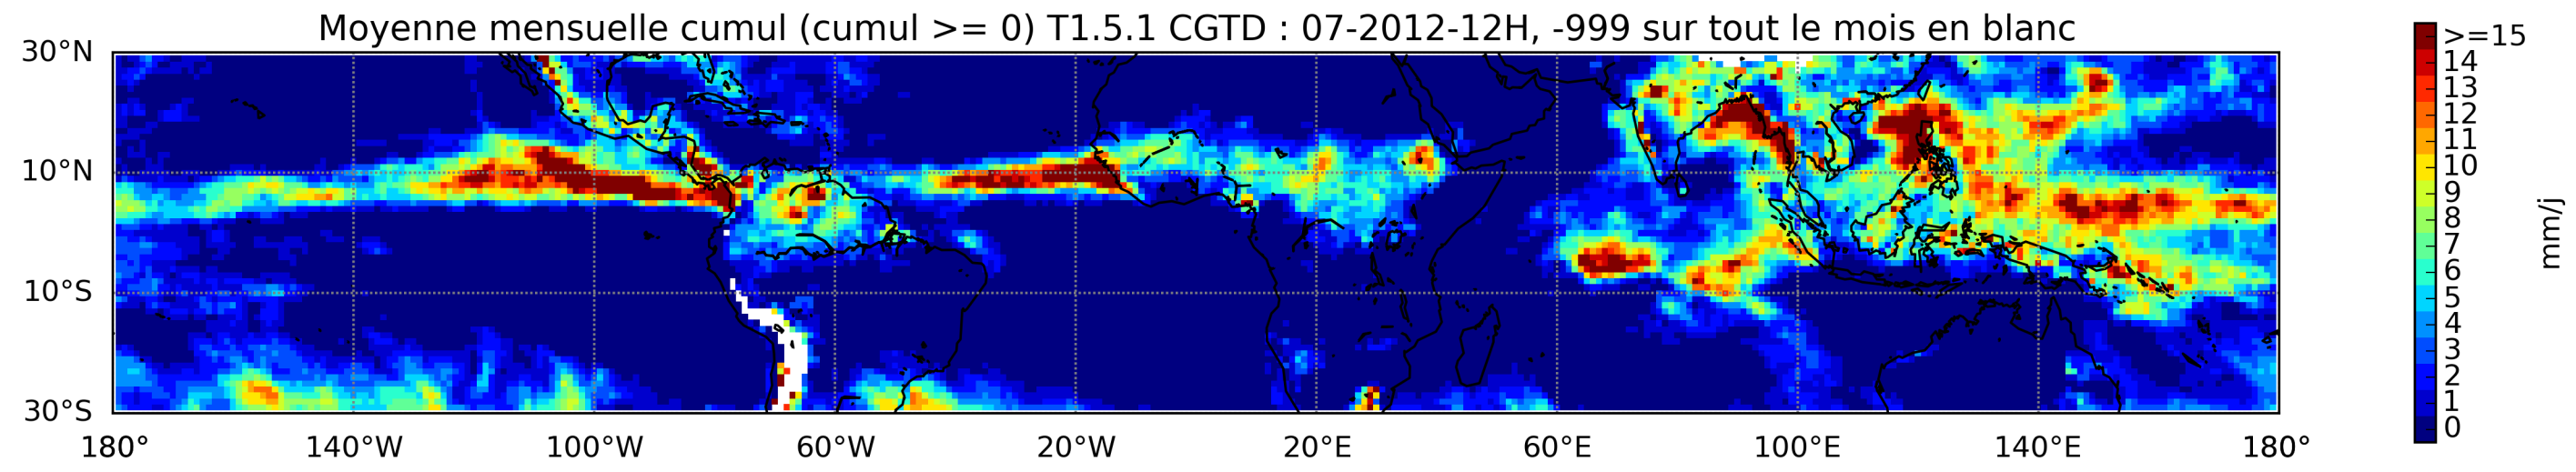 Moyenne mensuelle cumul (cumul >= 0) T1.5.1 CGTD : 07-2012-12H, -999 sur tout le mois en blanc
30°N
10°N
10°S
30°S
180° 140°W 100°W 60°W 20°W 20°E 60°E 100°E 140°E 180°
>=15
14
13
12
11
10
9
8
7
6
5
4
3
2
1
0
mm/j